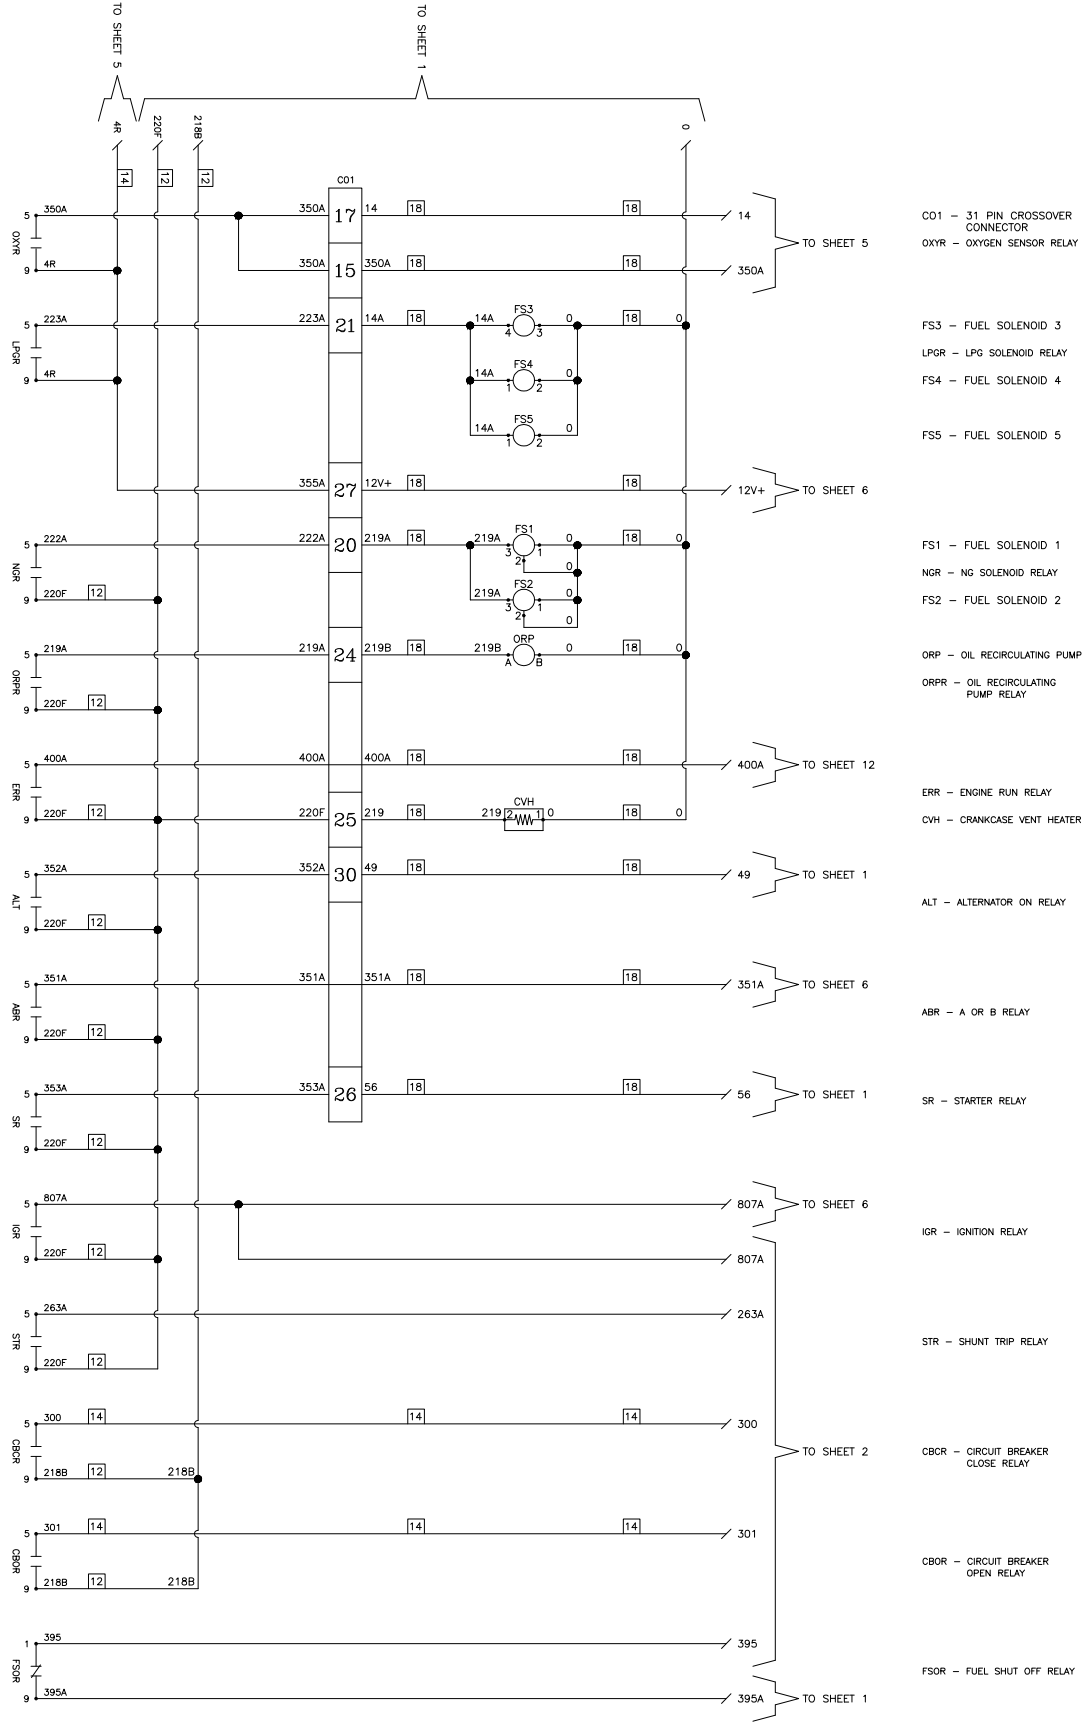 TO SHEET 5
TO SHEET 1
4R
220F
218B
0
14
12
12
C01
5 350A 350A 17 14 18 18 14
OXYR
9 4R 350A 15 350A 18 18 350A
TO SHEET 5
CO1 – 31 PIN CROSSOVER
CONNECTOR
OXYR – OXYGEN SENSOR RELAY
FS3
5 223A 223A 21 14A 18 14A 4 3 0 18 0
FS3 – FUEL SOLENOID 3
LPGR
LPGR – LPG SOLENOID RELAY
FS4
9 4R 14A 1 2 0
FS4 – FUEL SOLENOID 4
FS5
14A 1 2 0
FS5 – FUEL SOLENOID 5
355A 27 12V+ 18 18 12V+ TO SHEET 6
FS1
5 222A 222A 20 219A 18 219A 3 1 2 0 18 0
0
FS1 – FUEL SOLENOID 1
NGR
NGR – NG SOLENOID RELAY
FS2
9 220F 12 219A 3 1 2 0
0
FS2 – FUEL SOLENOID 2
ORP
5 219A 219A 24 219B 18 219B A B 0 18 0
ORP – OIL RECIRCULATING PUMP
ORPR
9 220F 12
ORPR – OIL RECIRCULATING
PUMP RELAY
5 400A 400A 400A 18 18 400A TO SHEET 12
ERR
ERR – ENGINE RUN RELAY
CVH
9 220F 12 220F 25 219 18 219 2 1 0 18 0
CVH – CRANKCASE VENT HEATER
5 352A 352A 30 49 18 18 49 TO SHEET 1
ALT
ALT – ALTERNATOR ON RELAY
9 220F 12
5 351A 351A 351A 18 18 351A TO SHEET 6
ABR
ABR – A OR B RELAY
9 220F 12
5 353A 353A 26 56 18 18 56 TO SHEET 1
SR
SR – STARTER RELAY
9 220F 12
5 807A 807A TO SHEET 6
IGR
IGR – IGNITION RELAY
9 220F 12 807A
5 263A 263A
STR
STR – SHUNT TRIP RELAY
9 220F 12
5 300 14 14 14 300
CBCR
TO SHEET 2
CBCR – CIRCUIT BREAKER
CLOSE RELAY
9 218B 12 218B
5 301 14 14 14 301
CBOR
CBOR – CIRCUIT BREAKER
OPEN RELAY
9 218B 12 218B
1 395 395
FSOR
FSOR – FUEL SHUT OFF RELAY
9 395A 395A TO SHEET 1